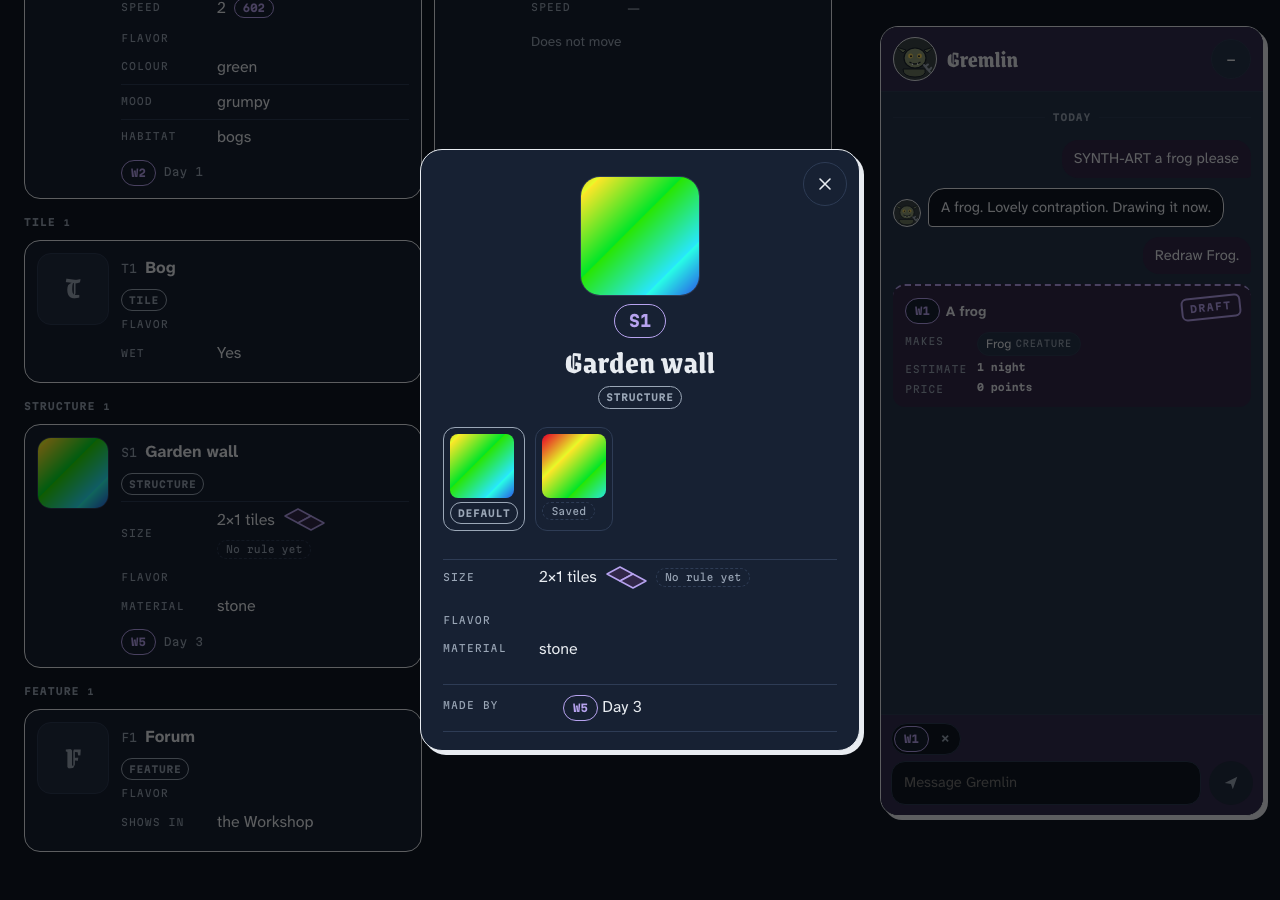 SPEED 2 602
FLAVOR
COLOUR green
MOOD grumpy
HABITAT bogs
W2 Day 1
TILE 1
T
T1 Bog
TILE
FLAVOR
WET Yes
STRUCTURE 1
S1 Garden wall
STRUCTURE
SIZE 2×1 tiles
No rule yet
FLAVOR
MATERIAL stone
W5 Day 3
FEATURE 1
F
F1 Forum
FEATURE
FLAVOR
SHOWS IN the Workshop
SPEED —
Does not move
S1
Garden wall
STRUCTURE
DEFAULT
Saved
SIZE 2×1 tiles No rule yet
FLAVOR
MATERIAL stone
MADE BY W5 Day 3
Gremlin
TODAY
SYNTH-ART a frog please
A frog. Lovely contraption. Drawing it now.
Redraw Frog.
W1 A frog DRAFT
MAKES Frog CREATURE
ESTIMATE 1 night
PRICE 0 points
W1 ×
Message Gremlin